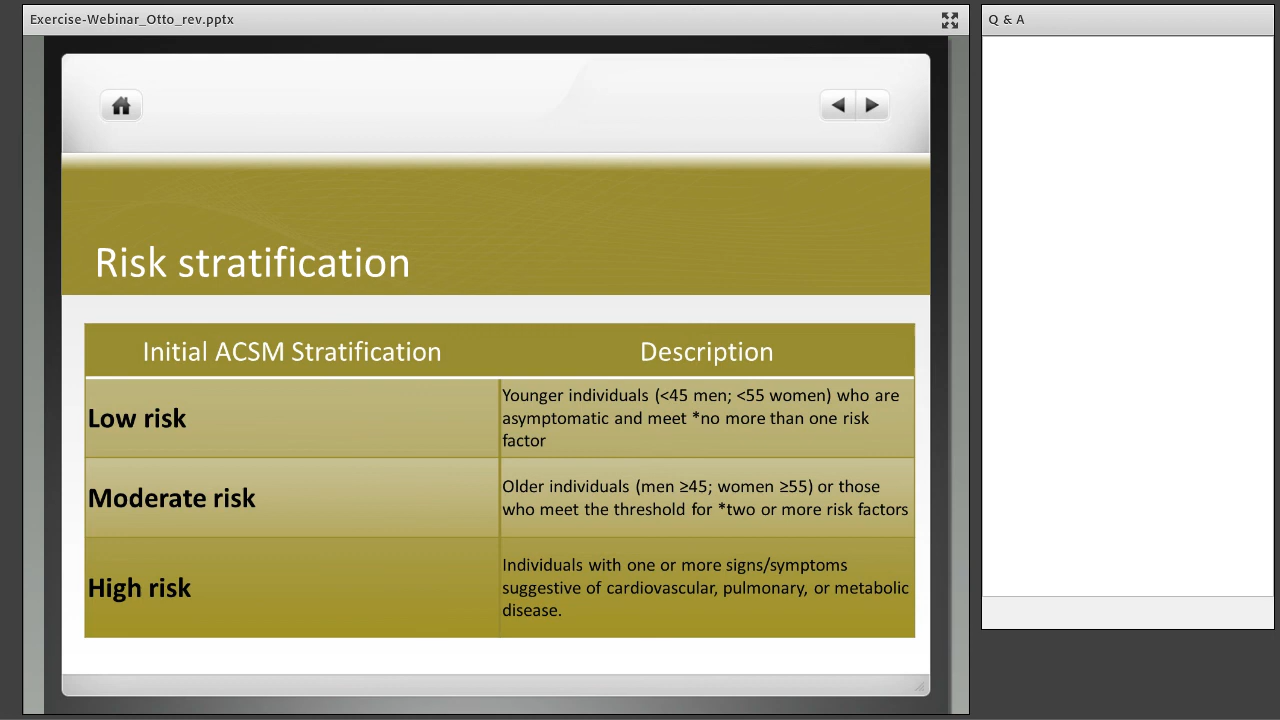 Exercise-Webinar_Otto_rev.pptx
Q & A
Risk stratification
Initial ACSM Stratification
Description
Low risk
Younger individuals (<45 men; <55 women) who are
asymptomatic and meet *no more than one risk
factor
Moderate risk
Older individuals (men ≥45; women ≥55) or those
who meet the threshold for *two or more risk factors
High risk
Individuals with one or more signs/symptoms
suggestive of cardiovascular, pulmonary, or metabolic
disease.